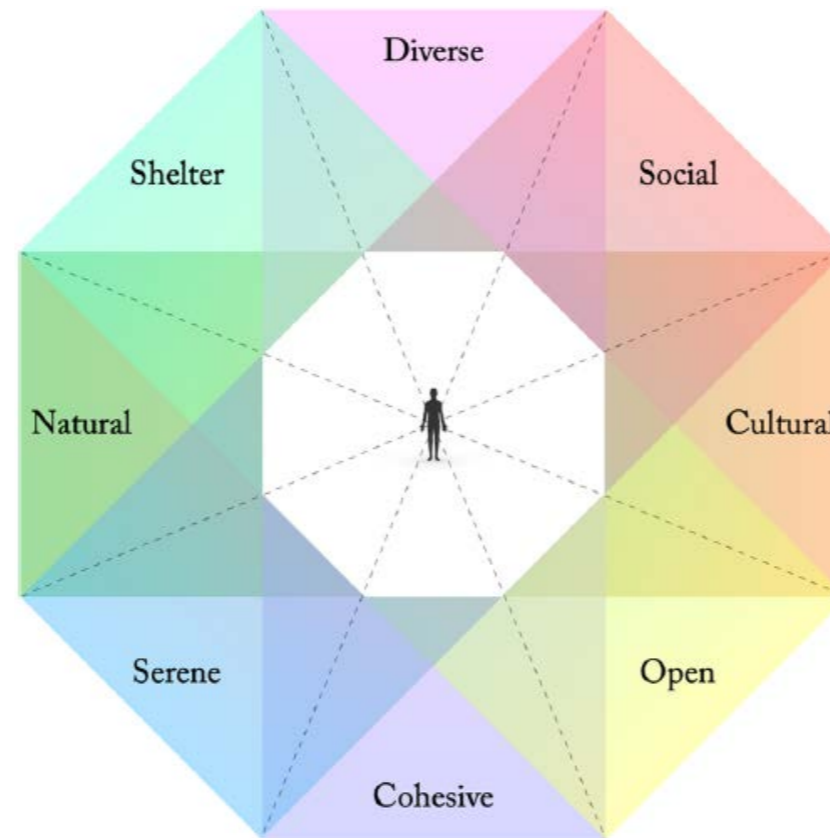 Diverse
Shelter
Social
Natural
Cultural
Serene
Open
Cohesive